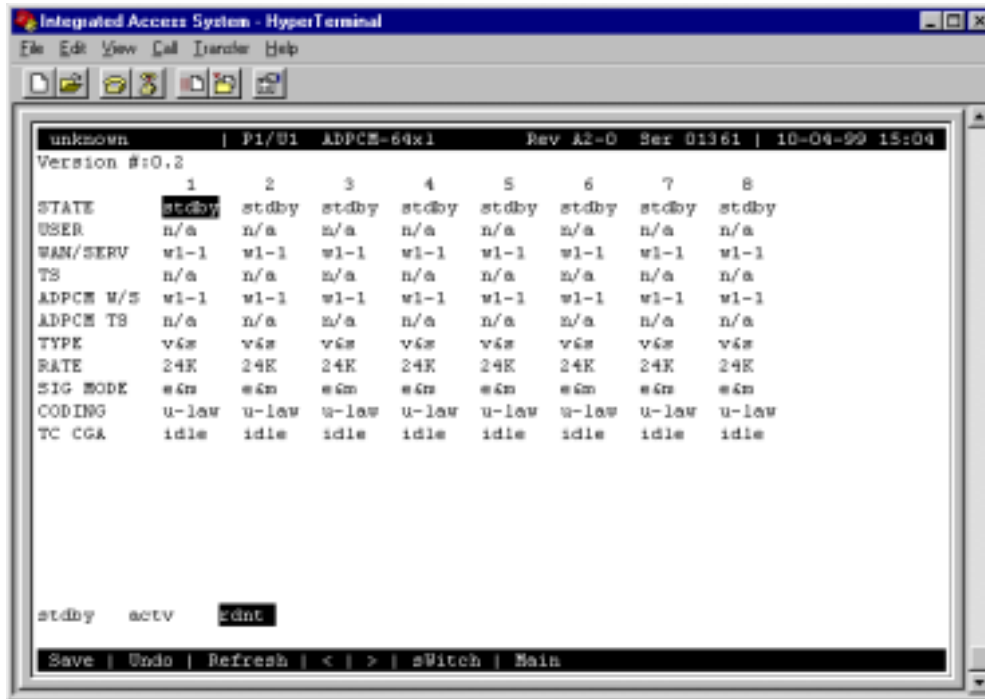 Integrated Access System - HyperTerminal
File Edit View Call Transfer Help
unknown | P1/U1 ADPCM-64x1 Rev A2-0 Ser 01361 | 10-04-99 15:04
Version #:0.2
1 2 3 4 5 6 7 8
STATE stdby stdby stdby stdby stdby stdby stdby stdby
USER n/a n/a n/a n/a n/a n/a n/a n/a
WAN/SERV w1-1 w1-1 w1-1 w1-1 w1-1 w1-1 w1-1 w1-1
TS n/a n/a n/a n/a n/a n/a n/a n/a
ADPCM W/S w1-1 w1-1 w1-1 w1-1 w1-1 w1-1 w1-1 w1-1
ADPCM TS n/a n/a n/a n/a n/a n/a n/a n/a
TYPE v&s v&s v&s v&s v&s v&s v&s v&s
RATE 24K 24K 24K 24K 24K 24K 24K 24K
SIG MODE e&m e&m e&m e&m e&m e&m e&m e&m
CODING u-law u-law u-law u-law u-law u-law u-law u-law
TC CGA idle idle idle idle idle idle idle idle
stdby actv rdnt
Save | Undo | Refresh | < | > | sWitch | Main